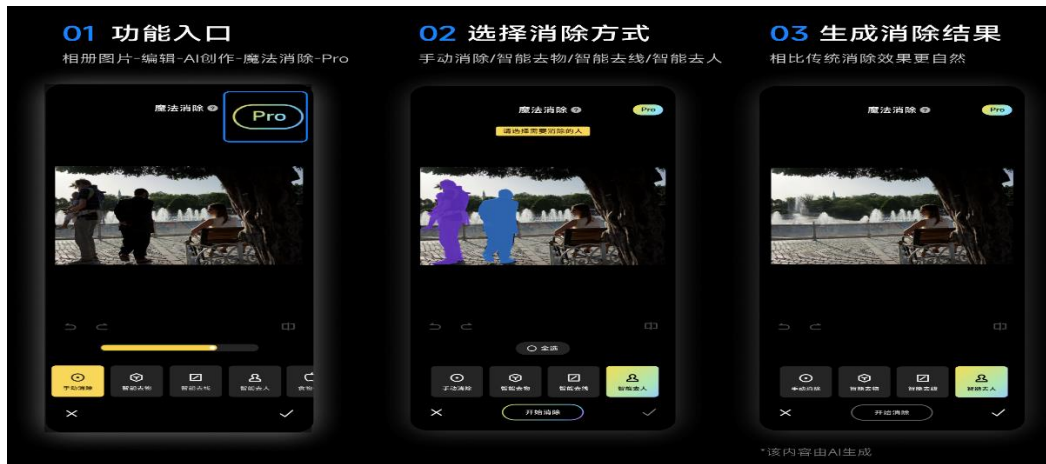 01 功能入口
相册图片-编辑-AI创作-魔法消除-Pro
魔法消除
Pro
手动消除 智能去物 智能去线 智能去人
02 选择消除方式
手动消除/智能去物/智能去线/智能去人
魔法消除 Pro
请选择需要消除的人
全选
手动消除 智能去物 智能去线 智能去人
开始消除
03 生成消除结果
相比传统消除效果更自然
魔法消除 Pro
手动消除 智能去物 智能去线 智能去人
开始消除
*该内容由AI生成